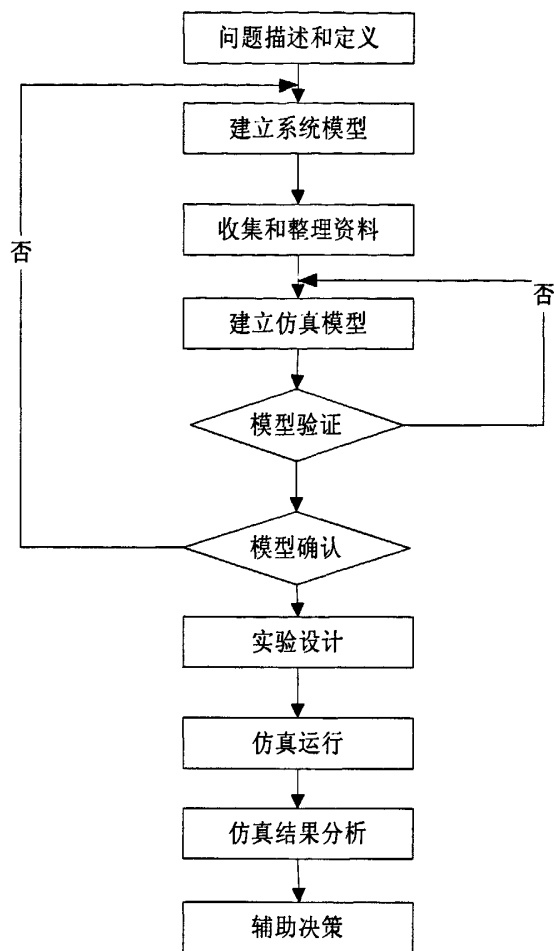 问题描述和定义
建立系统模型
收集和整理资料
否
否
建立仿真模型
模型验证
模型确认
实验设计
仿真运行
仿真结果分析
辅助决策